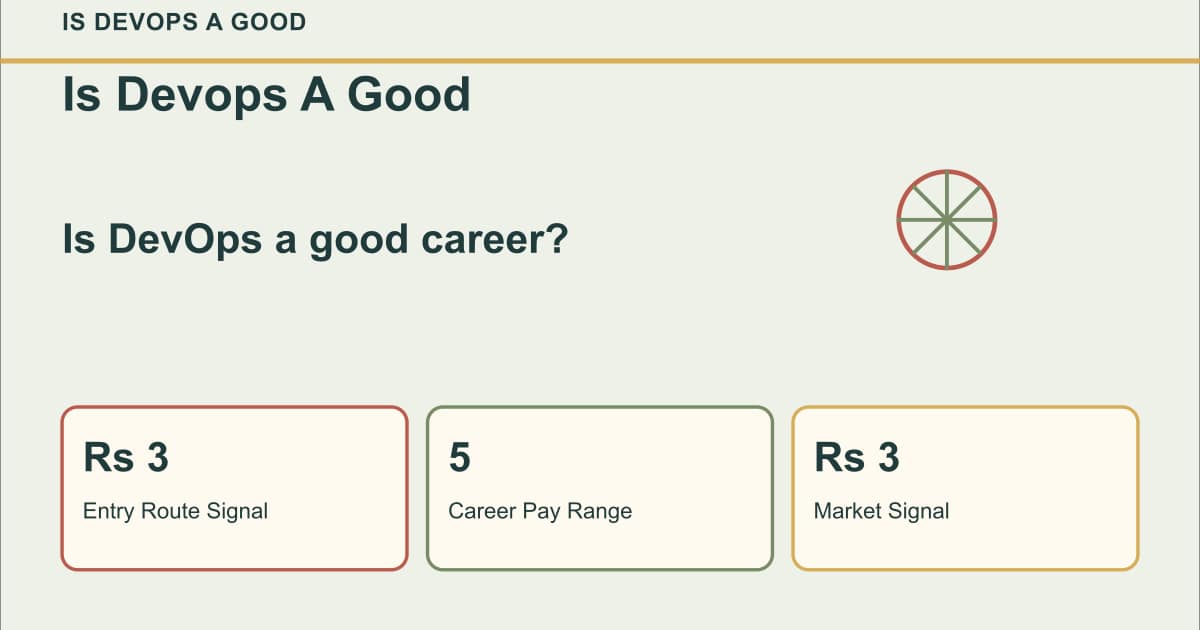 IS DEVOPS A GOOD
Is Devops A Good
Is DevOps a good career?
Rs 3
Entry Route Signal
5
Career Pay Range
Rs 3
Market Signal